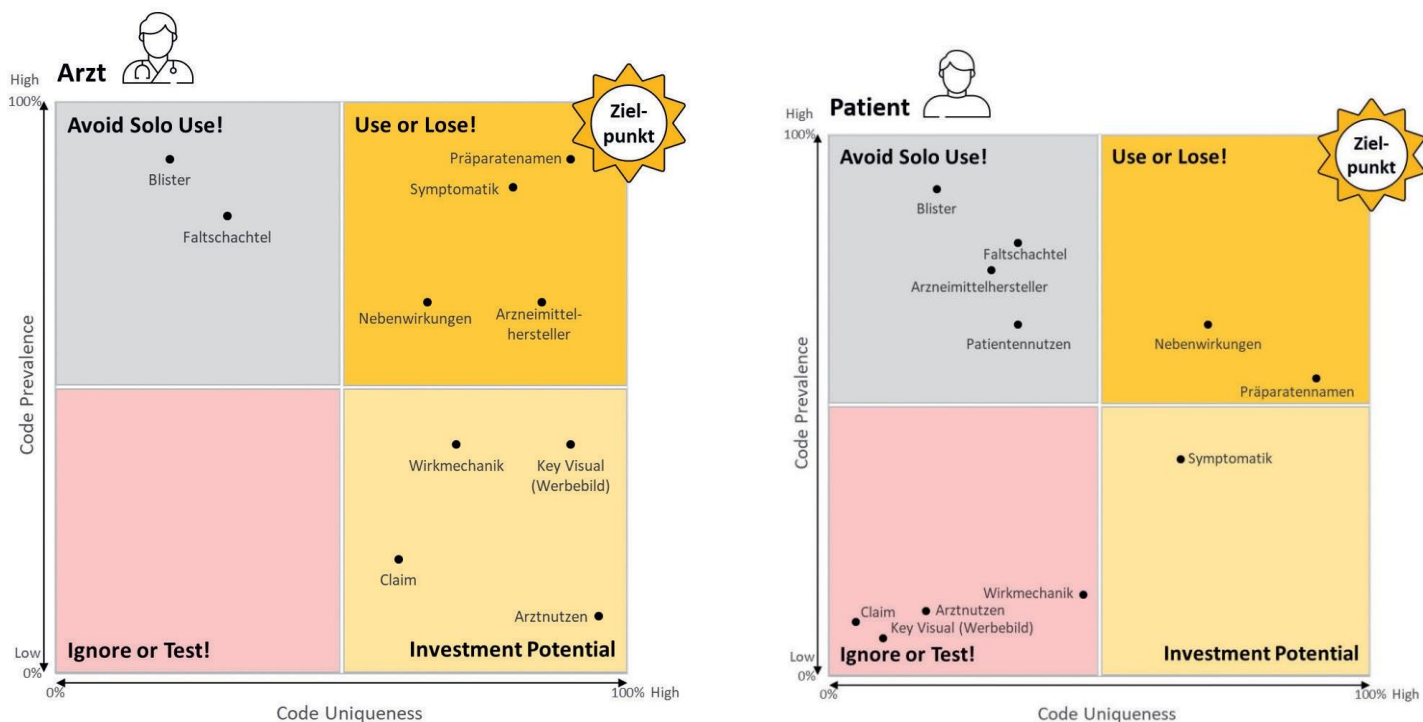 Arzt
High
100%
Avoid Solo Use!
Use or Lose!
Ziel-
punkt
Präparatenamen
Blister
Symptomatik
Faltschachtel
Nebenwirkungen
Arzneimittel-
hersteller
Code Prevalence
Wirkmechanik
Key Visual
(Werbebild)
Claim
Arztnutzen
Ignore or Test!
Investment Potential
Low
0%
0%
100% High
Code Uniqueness
Patient
High
100%
Avoid Solo Use!
Use or Lose!
Ziel-
punkt
Blister
Faltschachtel
Arzneimittelhersteller
Patientennutzen
Nebenwirkungen
Präparatennamen
Code Prevalence
Symptomatik
Wirkmechanik
Claim
Arztnutzen
Key Visual (Werbebild)
Ignore or Test!
Investment Potential
Low
0%
0%
100% High
Code Uniqueness